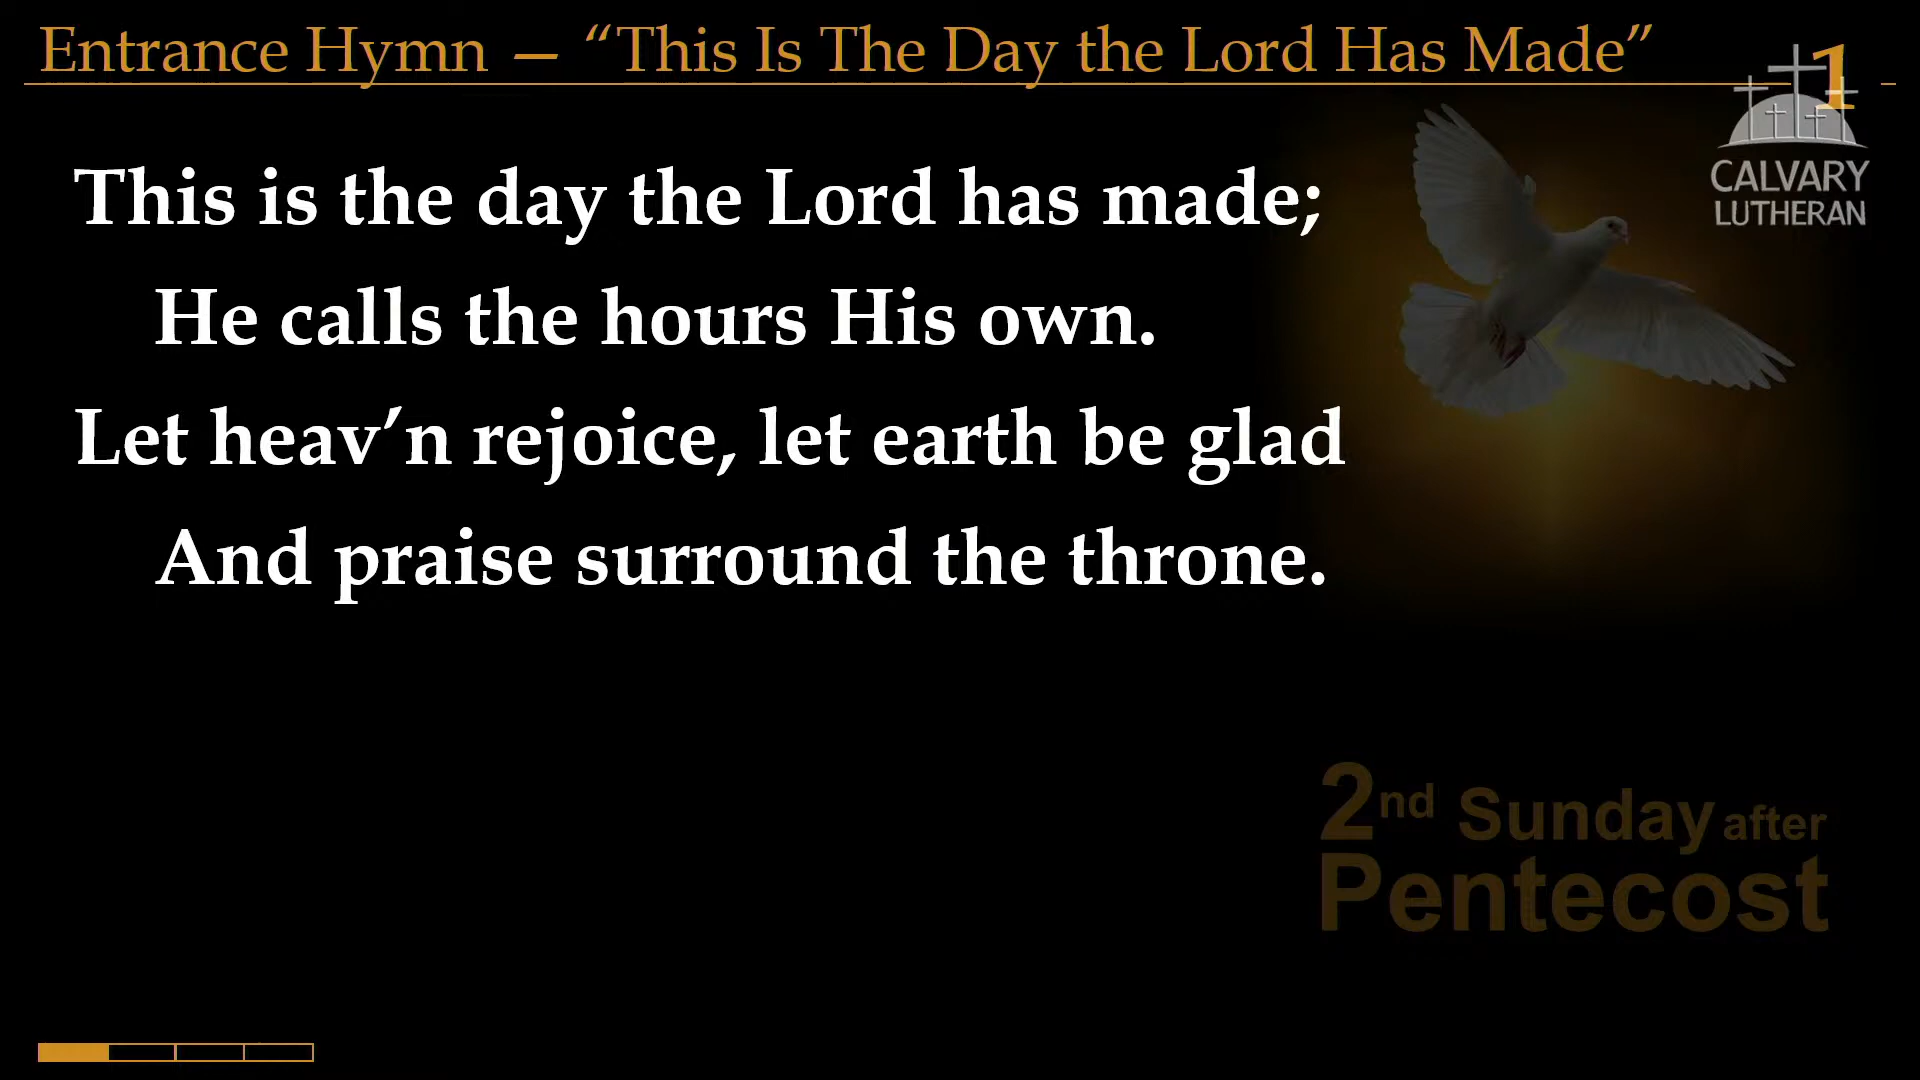 Entrance Hymn — “This Is The Day the Lord Has Made”
1
CALVARY
LUTHERAN
This is the day the Lord has made;
He calls the hours His own.
Let heav’n rejoice, let earth be glad
And praise surround the throne.
2nd Sunday after
Pentecost